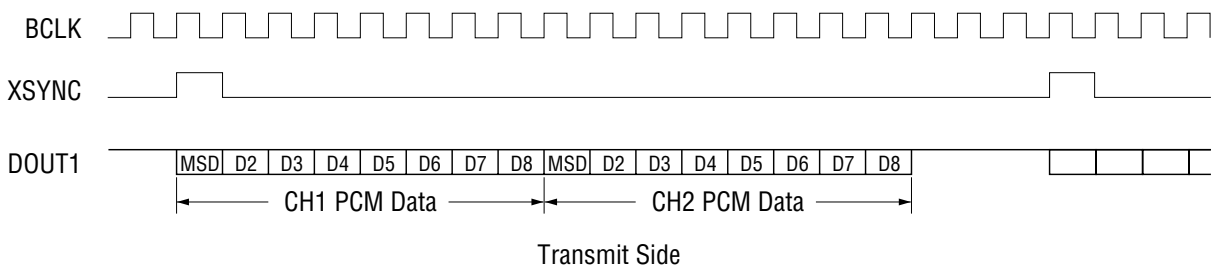 BCLK
XSYNC
DOUT1 MSD D2 D3 D4 D5 D6 D7 D8 MSD D2 D3 D4 D5 D6 D7 D8
CH1 PCM Data CH2 PCM Data
Transmit Side